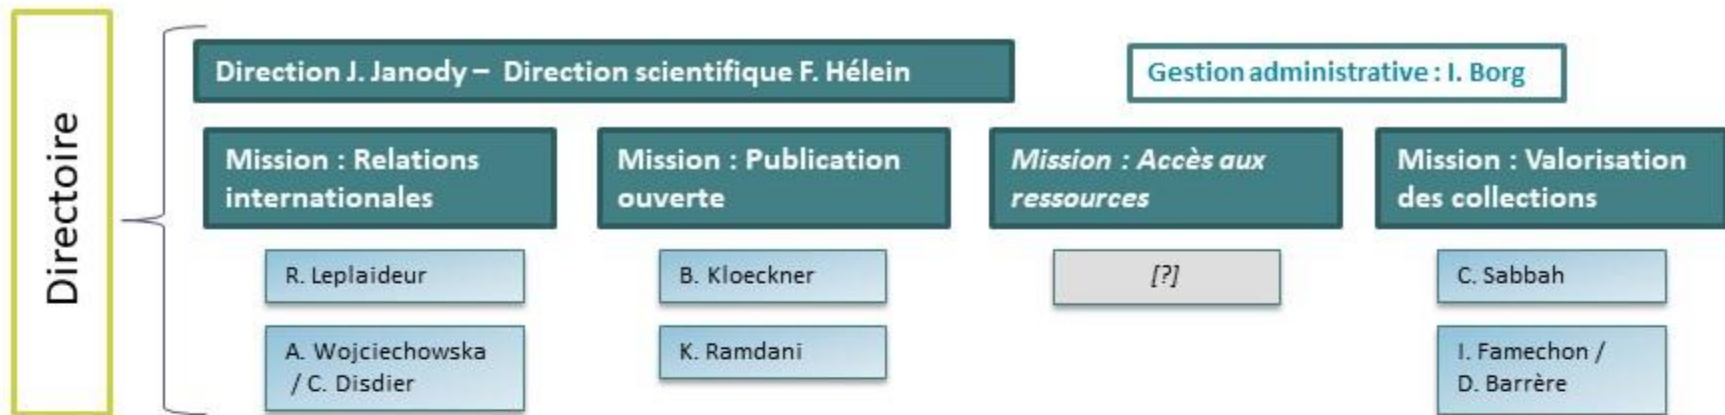 Directoire
Direction J. Janody – Direction scientifique F. Hélein
Gestion administrative : I. Borg
Mission : Relations
internationales
R. Leplaideur
A. Wojciechowska
/ C. Disdier
Mission : Publication
ouverte
B. Kloeckner
K. Ramdani
Mission : Accès aux
ressources
[?]
Mission : Valorisation
des collections
C. Sabbah
I. Famechon /
D. Barrère